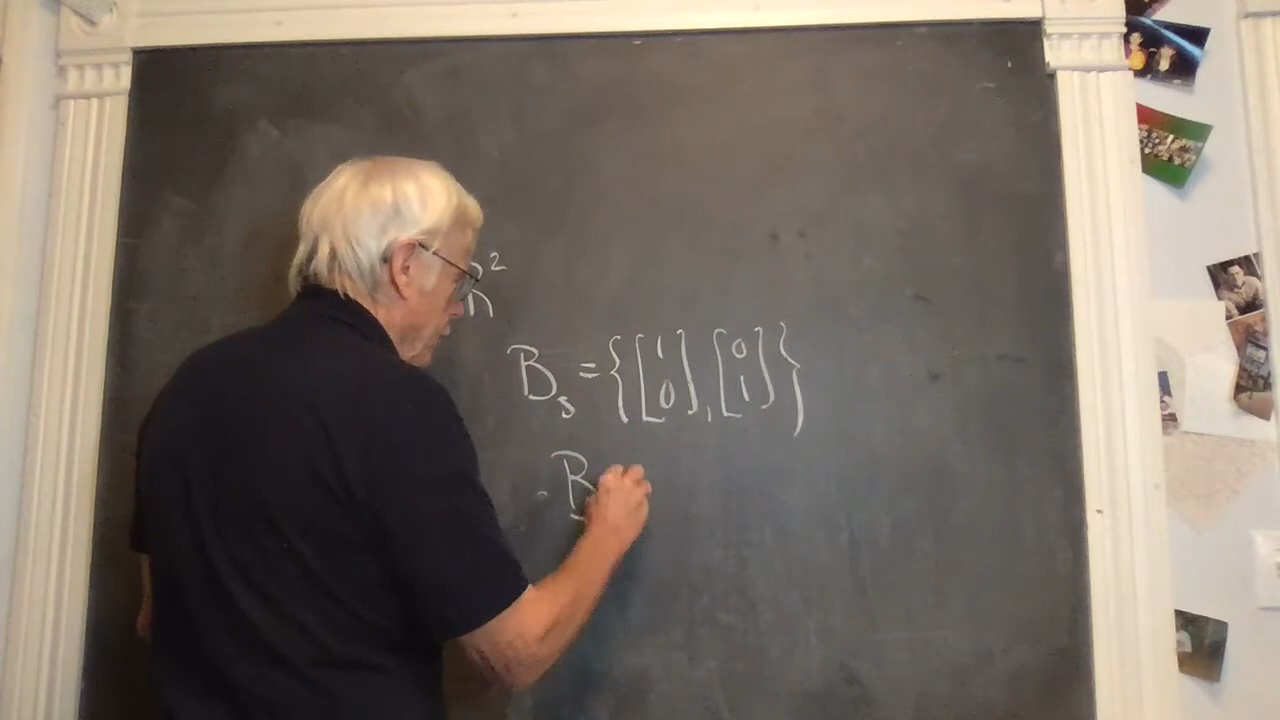 ℝ²
B_s = {[1 0], [0 1]}
B